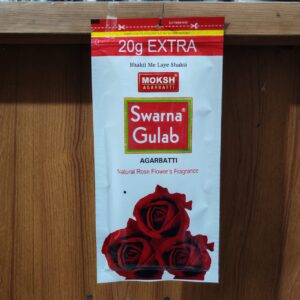 20g EXTRA
Bhakti Me Laye Shakti
MOKSH
AGARBATTI
Swarna®
Gulab
AGARBATTI
Natural Rose Flower's Fragrance